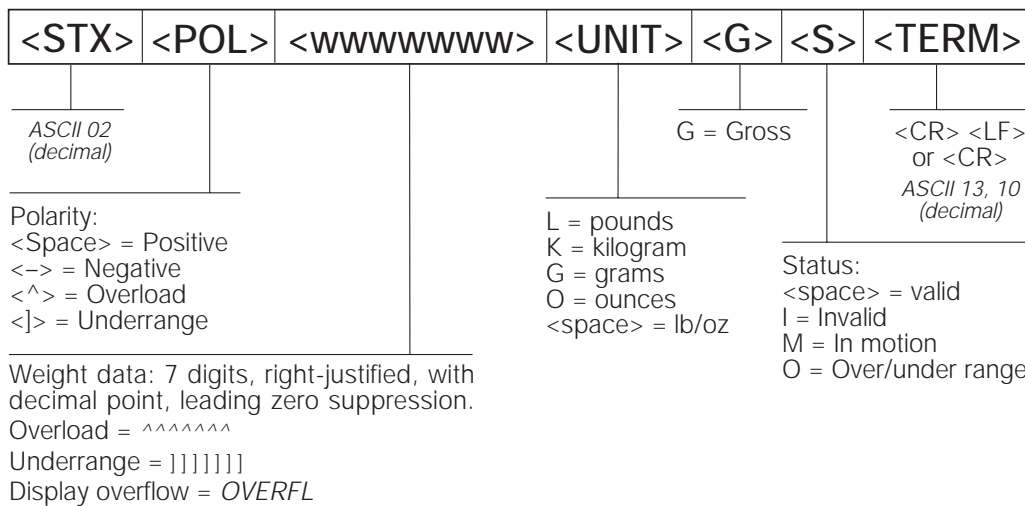 <STX> <POL> <wwwwwww> <UNIT> <G> <S> <TERM>
ASCII 02
(decimal)
G = Gross
<CR> <LF>
or <CR>
ASCII 13, 10
(decimal)
Polarity:
<Space> = Positive
<–> = Negative
<^> = Overload
<]> = Underrange
L = pounds
K = kilogram
G = grams
O = ounces
<space> = lb/oz
Status:
<space> = valid
I = Invalid
M = In motion
O = Over/under range
Weight data: 7 digits, right-justified, with
decimal point, leading zero suppression.
Overload = ^^^^^^^
Underrange = ]]]]]]]
Display overflow = OVERFL